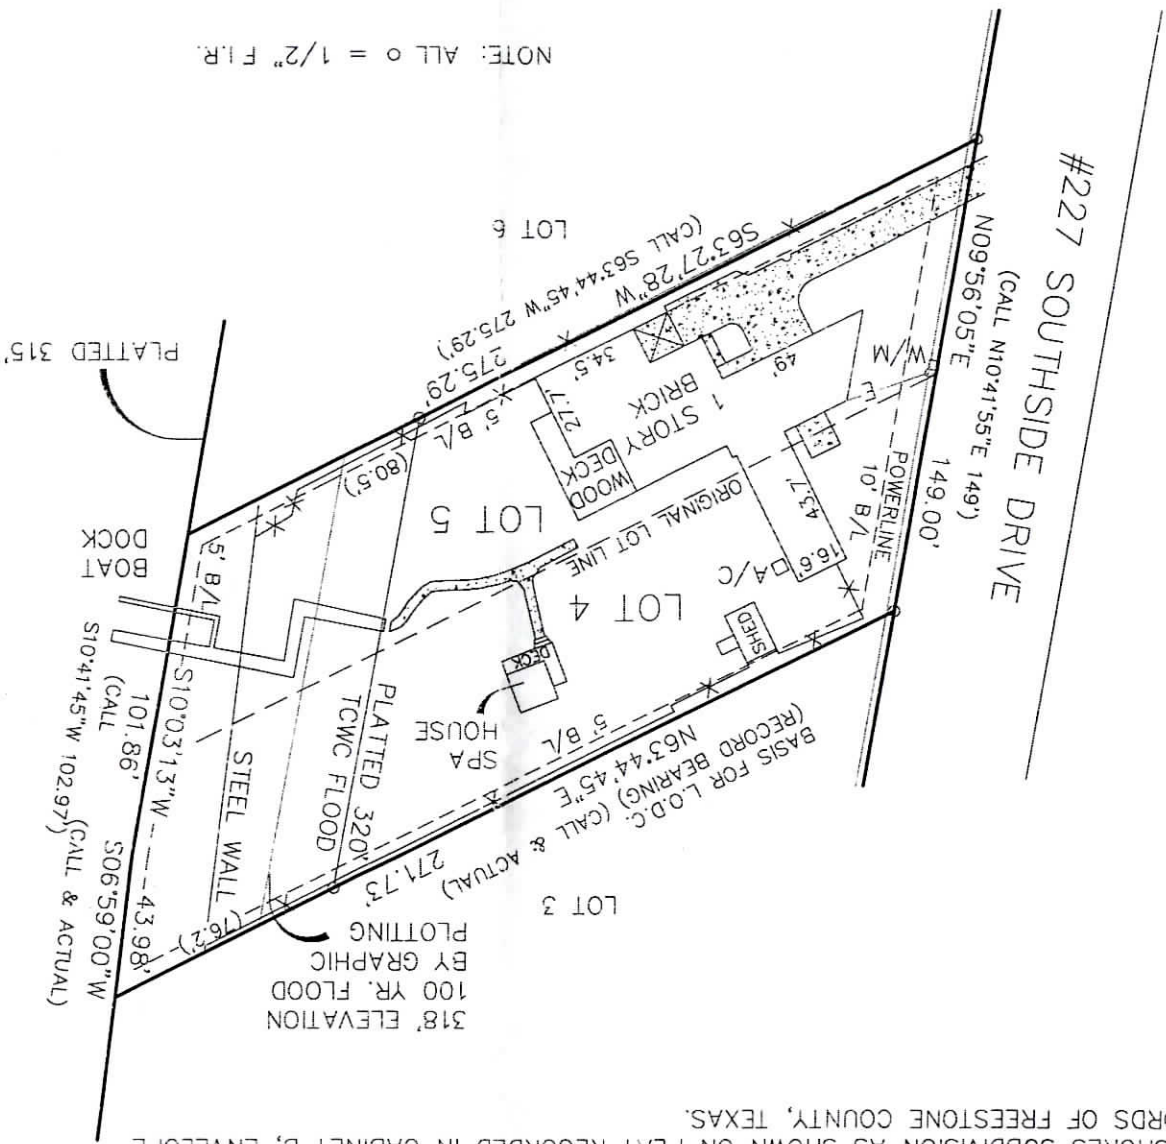 SUBDIVISION AS SHOWN ON PLAT RECORDED IN CABINET B, ENVELOPE
RDS OF FREESTONE COUNTY, TEXAS.
318' ELEVATION
100 YR. FLOOD
BY GRAPHIC
PLOTTING
LOT 3
S06°59'00"W
(CALL & ACTUAL)
43.98'
(76.2')
271.73'
BASIS FOR L.O.D.C.
(RECORD BEARING) (CALL & ACTUAL)
N63°44'45"E
STEEL WALL
TCWC FLOOD
PLATTED 320'
S10°03'13"W
101.86'
(CALL
S10°41'45"W 102.97')
5' B/L
SPA
HOUSE
DECK
SHED
LOT 4
A/C
16.6'
43.7'
ORIGINAL LOT LINE
BOAT
DOCK
5' B/L
LOT 5
WOOD
DECK
1 STORY
BRICK
POWERLINE
10' B/L
149.00'
#227 SOUTHSIDE DRIVE
N09°56'05"E
(CALL N10°41'55"E 149')
E
W/M
49'
27.7'
34.5'
(80.5')
5' B/L
275.29'
S63°27'28"W
(CALL S63°44'45"W 275.29')
PLATTED 315'
LOT 6
NOTE: ALL o = 1/2" F.I.R.